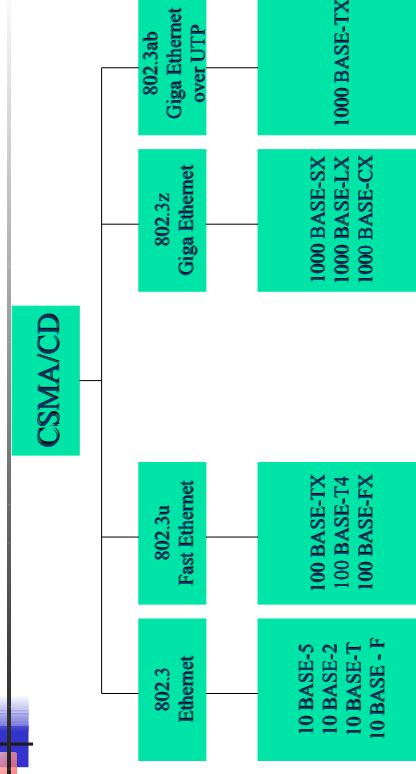 CSMA/CD
802.3
Ethernet
802.3u
Fast Ethernet
802.3z
Giga Ethernet
802.3ab
Giga Ethernet
over UTP
10 BASE-5
10 BASE-2
10 BASE-T
10 BASE - F
100 BASE-TX
100 BASE-T4
100 BASE-FX
1000 BASE-SX
1000 BASE-LX
1000 BASE-CX
1000 BASE-TX